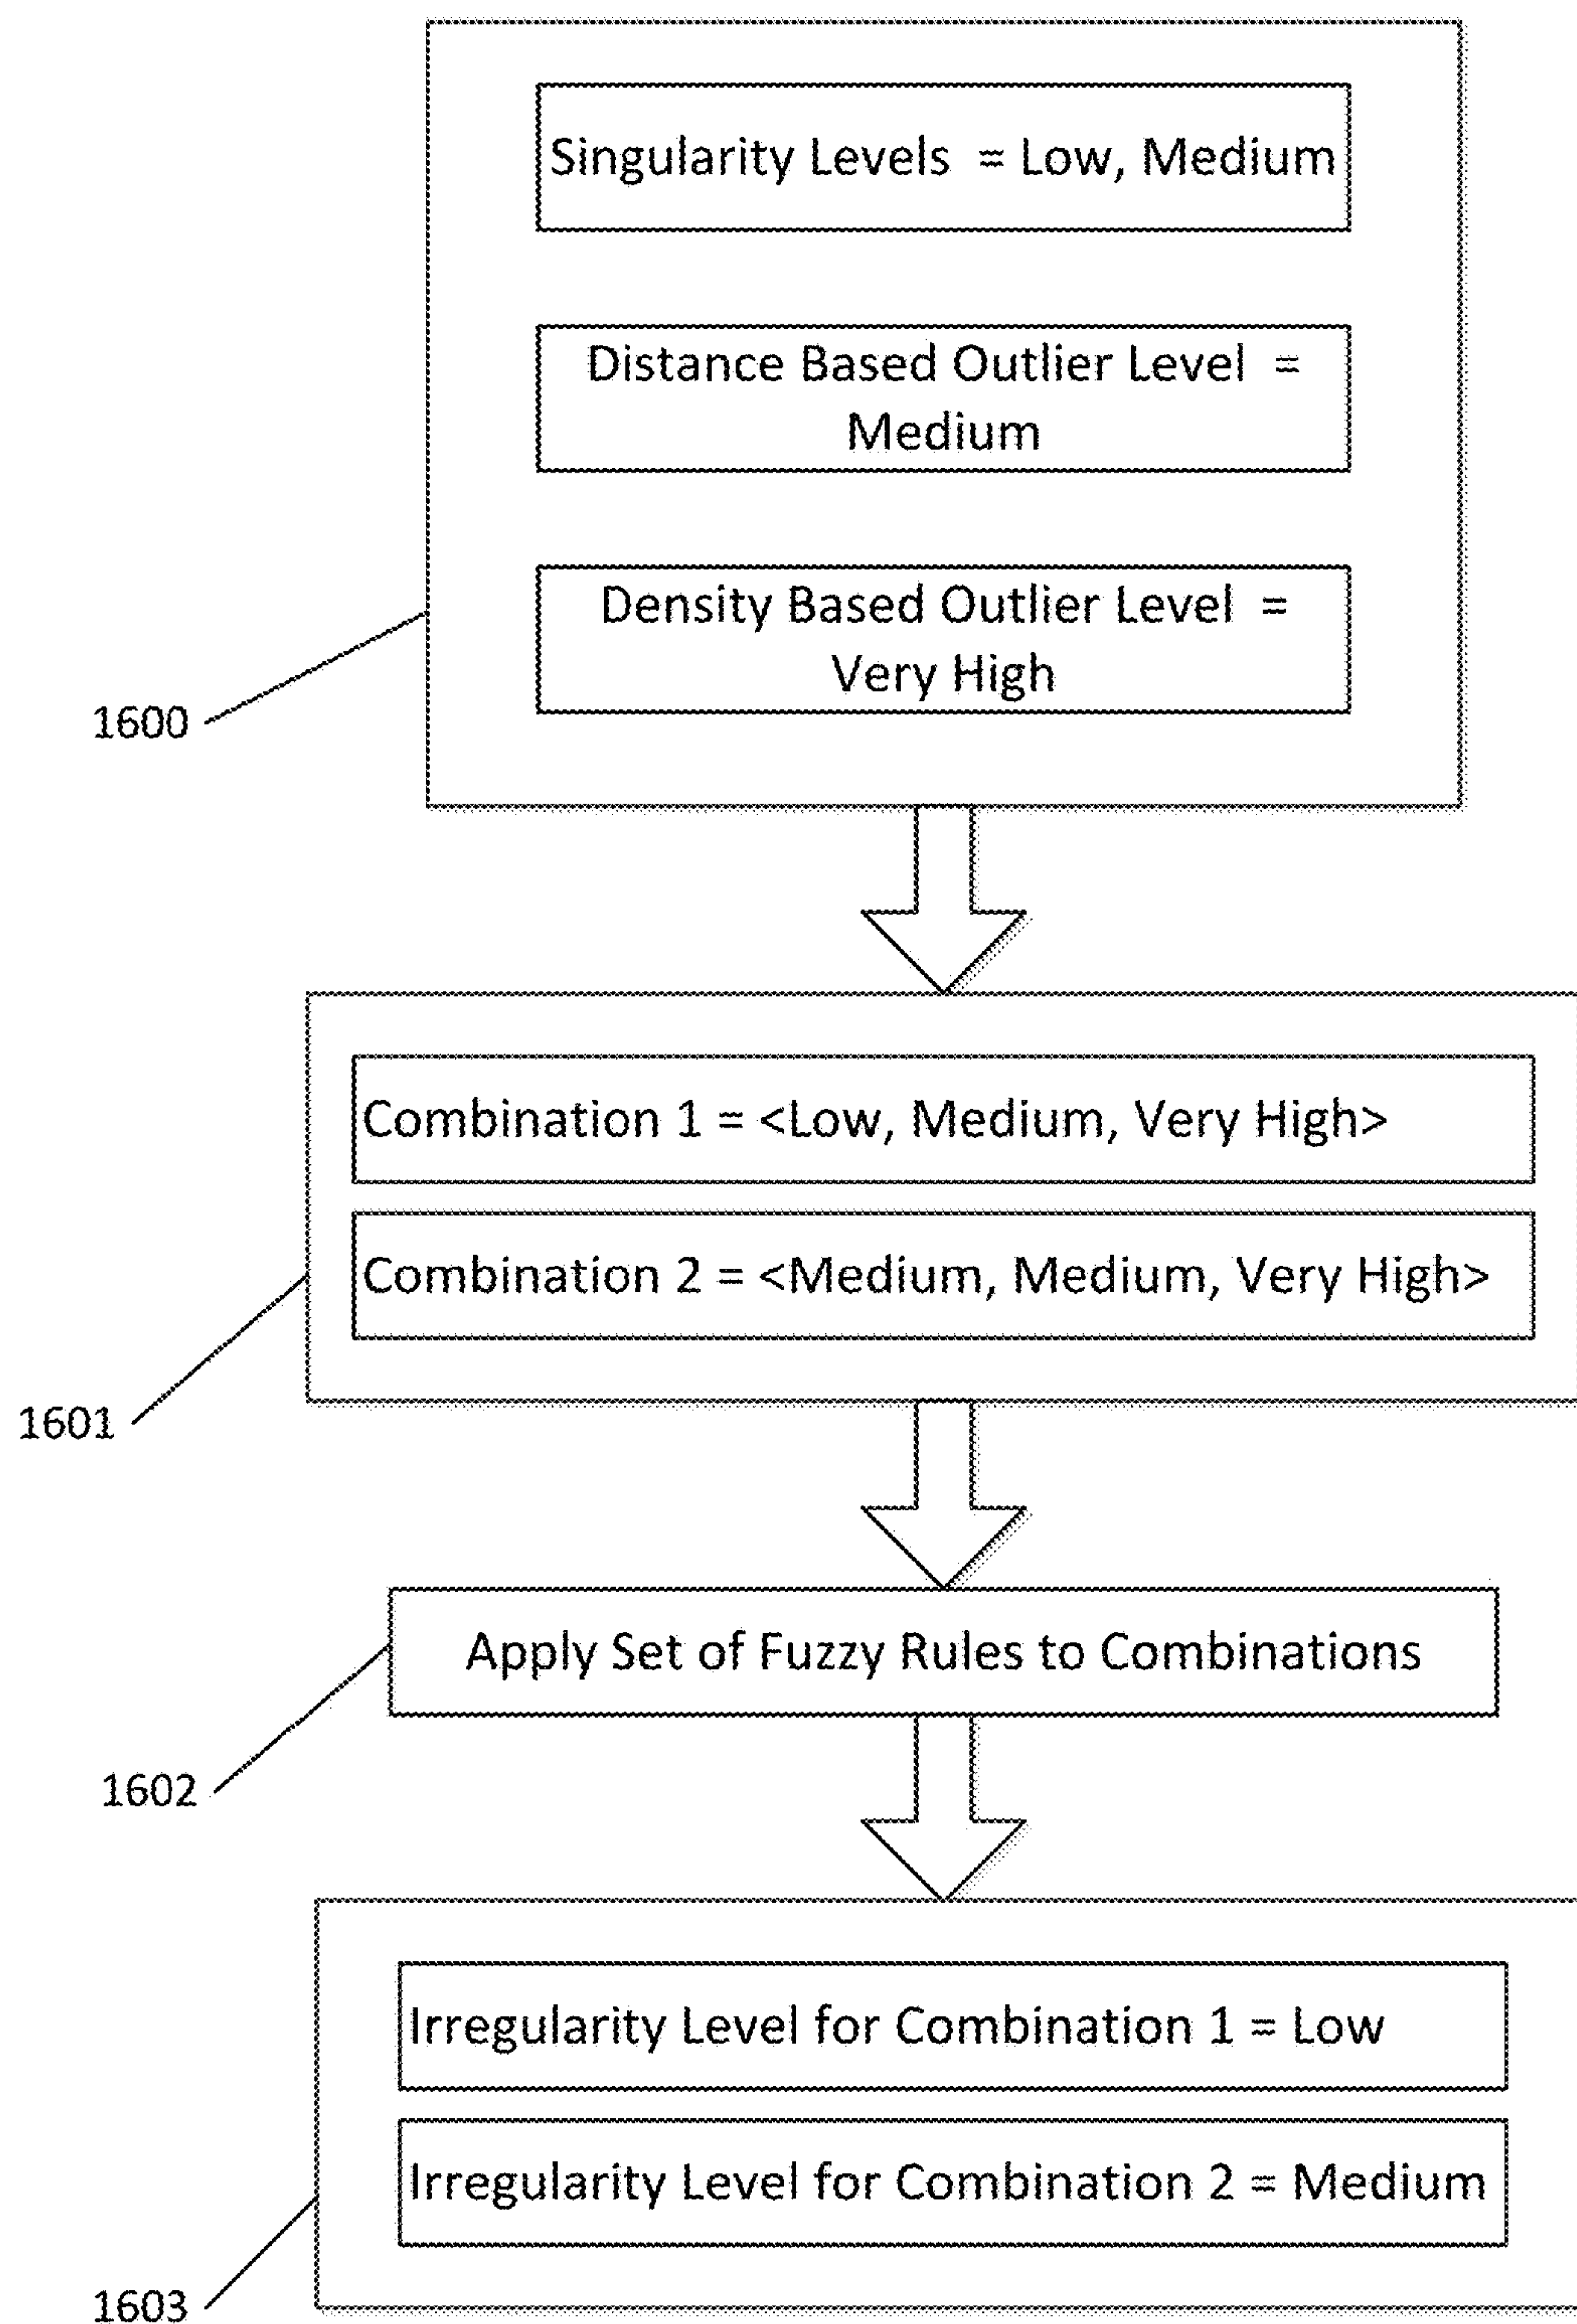 Singularity Levels = Low, Medium
Distance Based Outlier Level =
Medium
Density Based Outlier Level =
Very High
1600
Combination 1 = <Low, Medium, Very High>
Combination 2 = <Medium, Medium, Very High>
1601
Apply Set of Fuzzy Rules to Combinations
1602
Irregularity Level for Combination 1 = Low
Irregularity Level for Combination 2 = Medium
1603